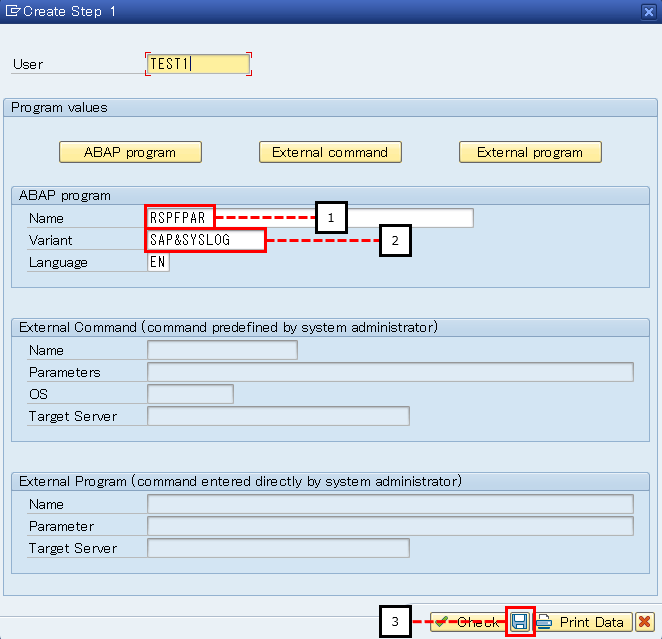 Create Step 1
User TEST1
Program values
ABAP program External command External program
ABAP program
Name RSPFPAR 1
Variant SAP&SYSLOG 2
Language EN
External Command (command predefined by system administrator)
Name
Parameters
OS
Target Server
External Program (command entered directly by system administrator)
Name
Parameter
Target Server
3 Check Print Data